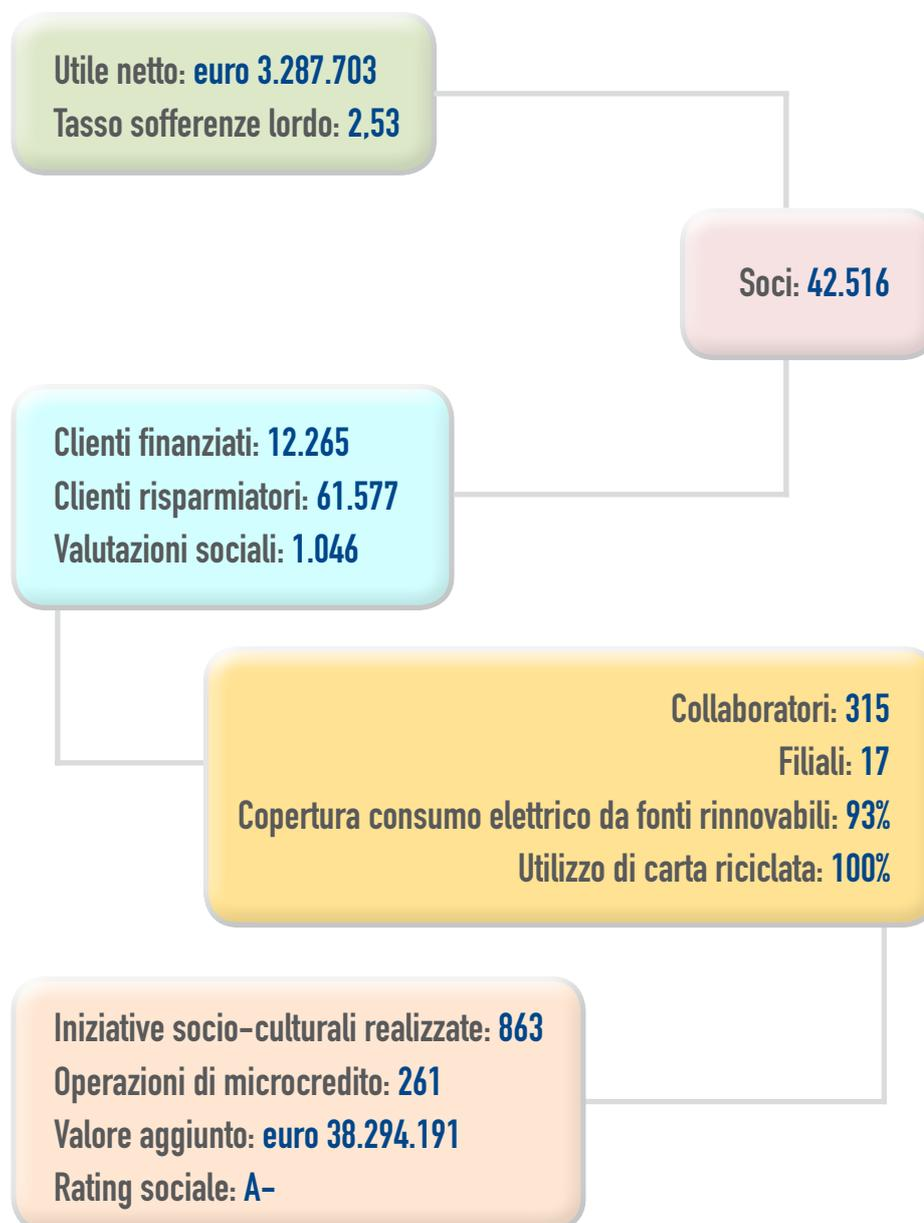 Utile netto: euro 3.287.703
Tasso sofferenze lordo: 2,53
Soci: 42.516
Clienti finanziati: 12.265
Clienti risparmiatori: 61.577
Valutazioni sociali: 1.046
Collaboratori: 315
Filiali: 17
Copertura consumo elettrico da fonti rinnovabili: 93%
Utilizzo di carta riciclata: 100%
Iniziative socio-culturali realizzate: 863
Operazioni di microcredito: 261
Valore aggiunto: euro 38.294.191
Rating sociale: A-